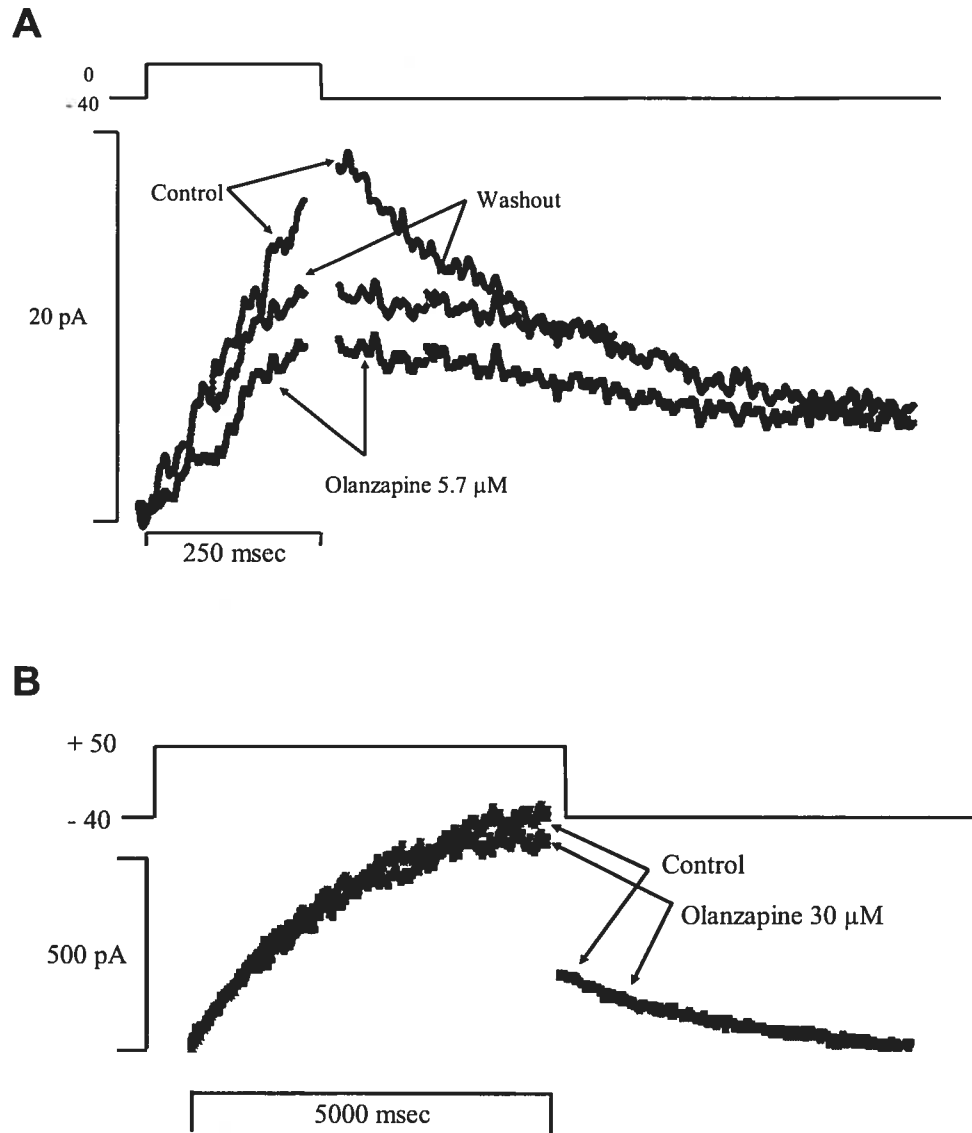 A
0
- 40
Control
Washout
20 pA
Olanzapine 5.7 µM
250 msec
B
+ 50
- 40
Control
Olanzapine 30 µM
500 pA
5000 msec